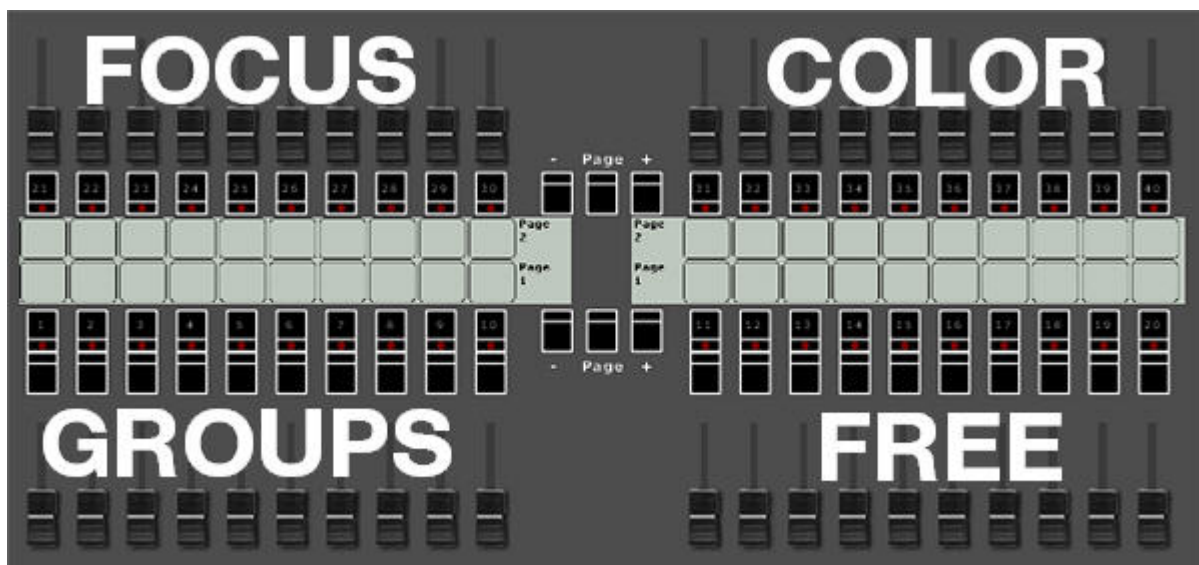 FOCUS
COLOR
- Page +
21 22 23 24 25 26 27 28 29 30
31 32 33 34 35 36 37 38 39 40
Page
2
Page
2
Page
1
Page
1
1 2 3 4 5 6 7 8 9 10
11 12 13 14 15 16 17 18 19 20
- Page +
GROUPS
FREE